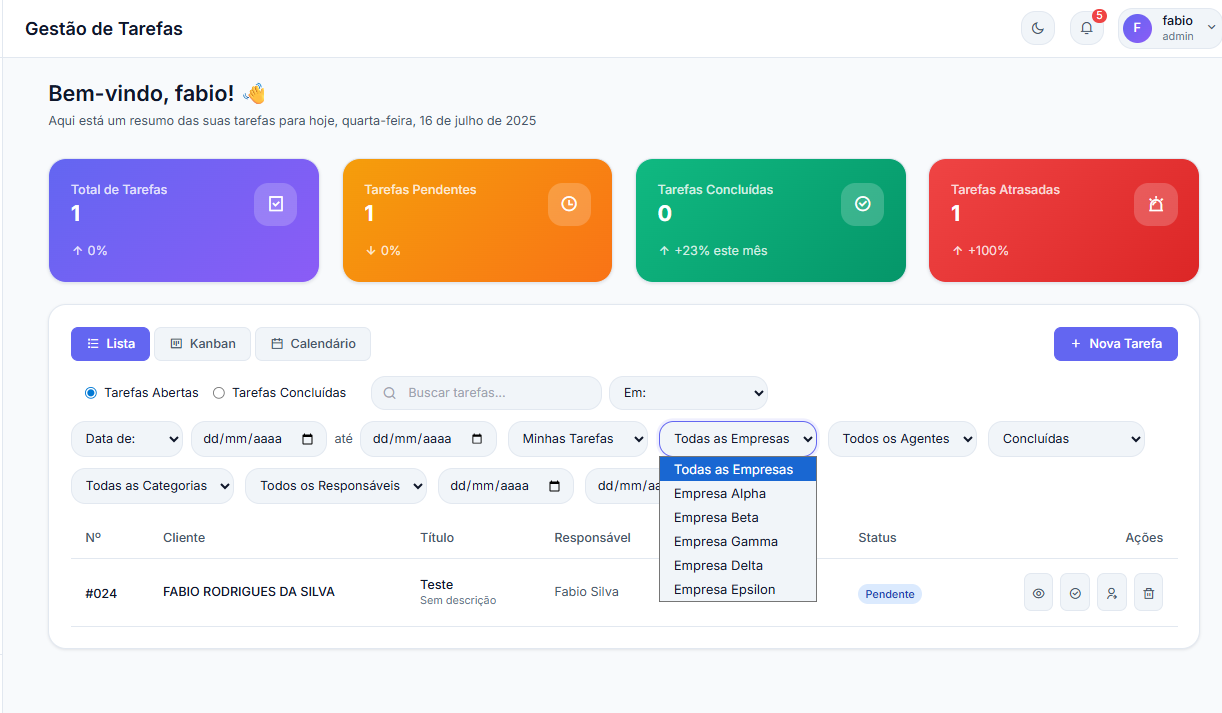 Gestão de Tarefas
5
F
fabio
admin
Bem-vindo, fabio! 👋
Aqui está um resumo das suas tarefas para hoje, quarta-feira, 16 de julho de 2025
Total de Tarefas
1
↑ 0%
Tarefas Pendentes
1
↓ 0%
Tarefas Concluídas
0
↑ +23% este mês
Tarefas Atrasadas
1
↑ +100%
Lista
Kanban
Calendário
+ Nova Tarefa
Tarefas Abertas
Tarefas Concluídas
Buscar tarefas...
Em:
Data de:
dd/mm/aaaa
até
dd/mm/aaaa
Minhas Tarefas
Todas as Empresas
Todos os Agentes
Concluídas
Todas as Empresas
Empresa Alpha
Empresa Beta
Empresa Gamma
Empresa Delta
Empresa Epsilon
Todas as Categorias
Todos os Responsáveis
dd/mm/aaaa
dd/mm/aa
Nº
Cliente
Título
Responsável
Status
Ações
#024
FABIO RODRIGUES DA SILVA
Teste
Sem descrição
Fabio Silva
Pendente